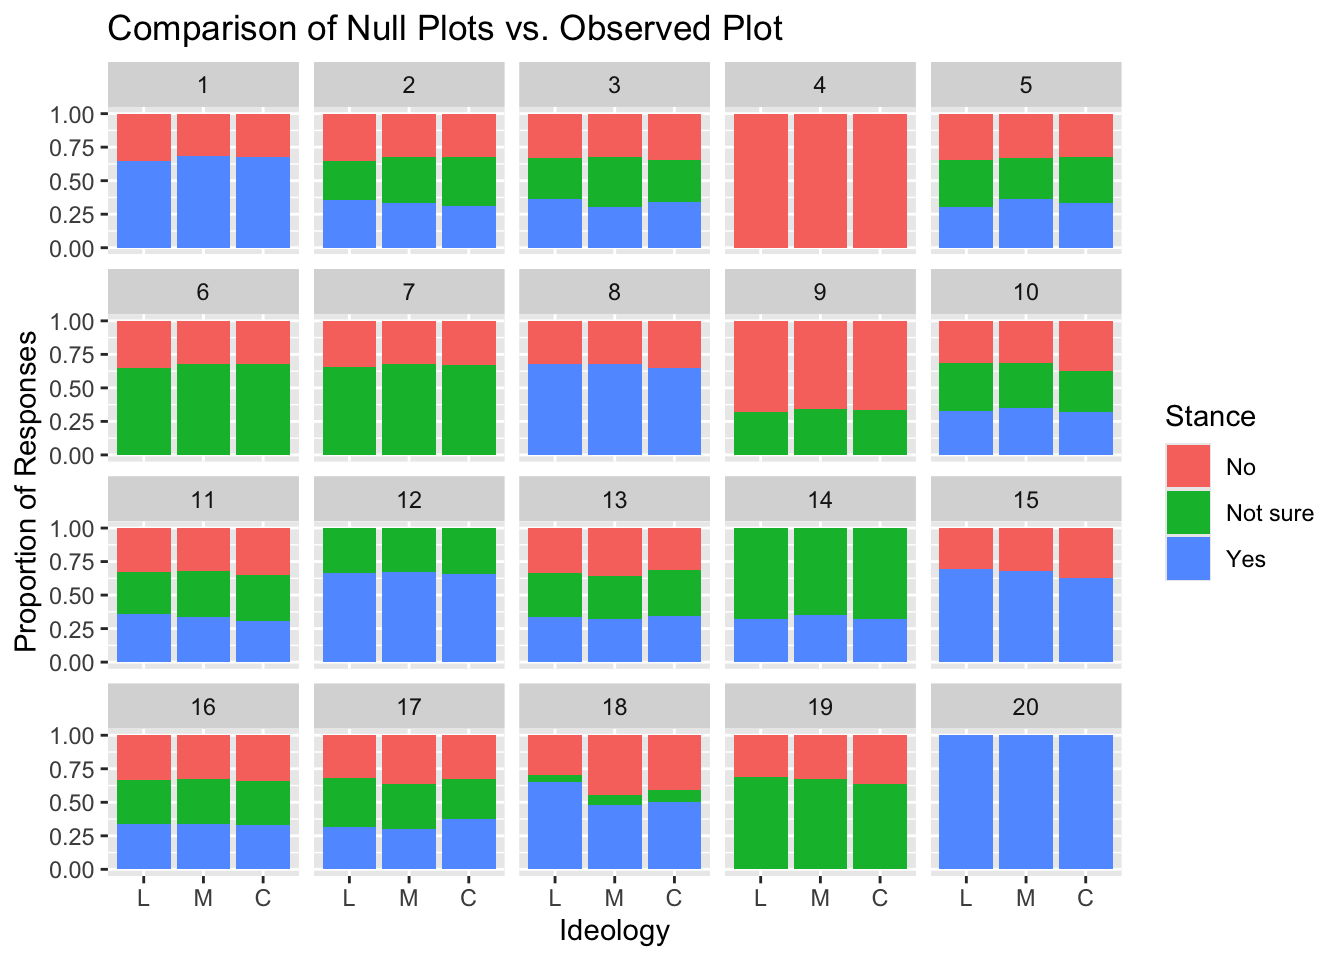 Comparison of Null Plots vs. Observed Plot
1 2 3 4 5
1.00
0.75
0.50
0.25
0.00
6 7 8 9 10
1.00
0.75
0.50
0.25
0.00
11 12 13 14 15
1.00
0.75
0.50
0.25
0.00
16 17 18 19 20
1.00
0.75
0.50
0.25
0.00
L M C L M C L M C L M C L M C
Ideology
Proportion of Responses
Stance
No
Not sure
Yes